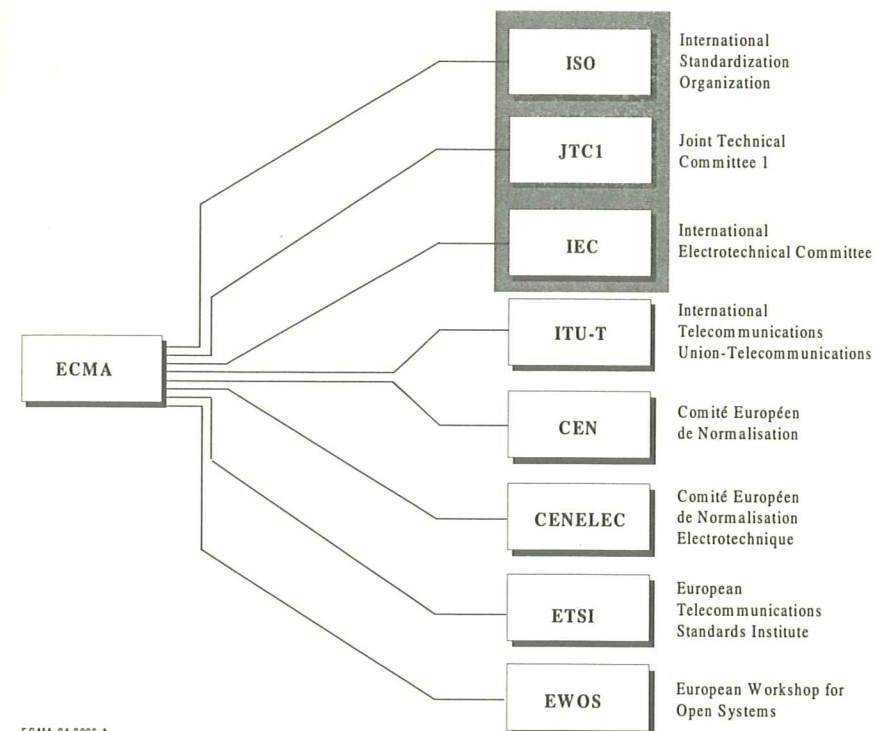 ISO
International
Standardization
Organization
JTC1
Joint Technical
Committee 1
IEC
International
Electrotechnical Committee
ECMA
ITU-T
International
Telecommunications
Union-Telecommunications
CEN
Comité Européen
de Normalisation
CENELEC
Comité Européen
de Normalisation
Electrotechnique
ETSI
European
Telecommunications
Standards Institute
EWOS
European Workshop for
Open Systems